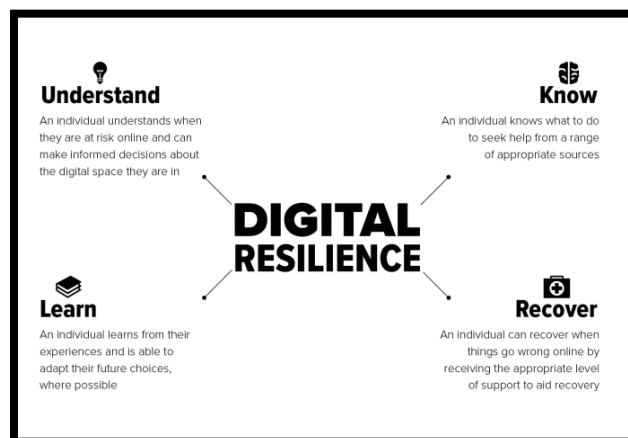 Understand
An individual understands when
they are at risk online and can
make informed decisions about
the digital space they are in
Know
An individual knows what to do
to seek help from a range
of appropriate sources
DIGITAL
RESILIENCE
Learn
An individual learns from their
experiences and is able to
adapt their future choices,
where possible
Recover
An individual can recover when
things go wrong online by
receiving the appropriate level
of support to aid recovery